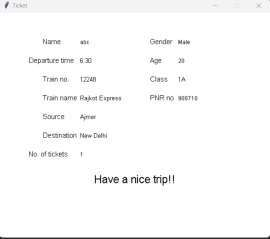 Ticket
Name abc Gender Male
Departure time 6:30 Age 20
Train no. 12248 Class 1A
Train name Rajkot Express PNR no 909710
Source Ajmer
Destination New Delhi
No. of tickets 1
Have a nice trip!!